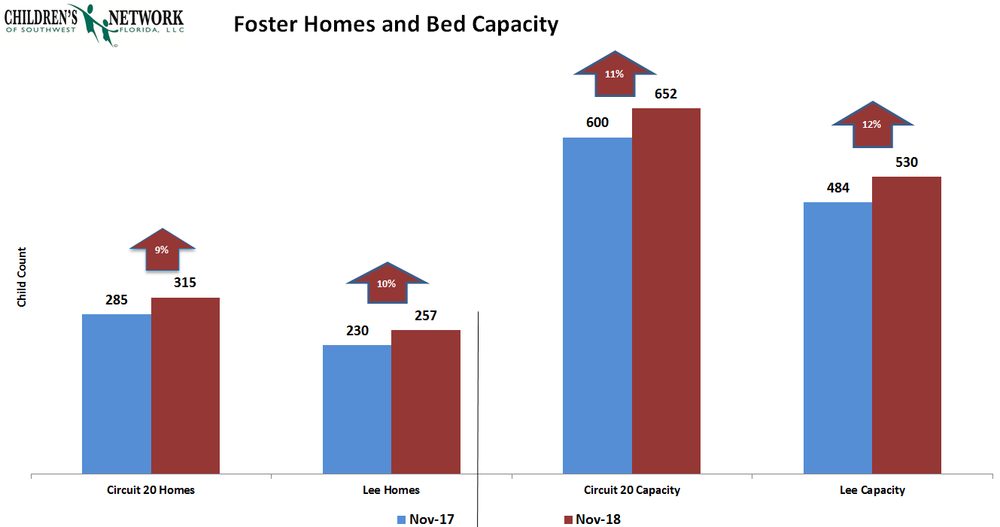 CHILDREN'S NETWORK
OF SOUTHWEST FLORIDA, LLC
Foster Homes and Bed Capacity
11%
652
600
12%
530
484
9%
315
285
10%
257
230
Child Count
Circuit 20 Homes
Lee Homes
Circuit 20 Capacity
Lee Capacity
Nov-17
Nov-18